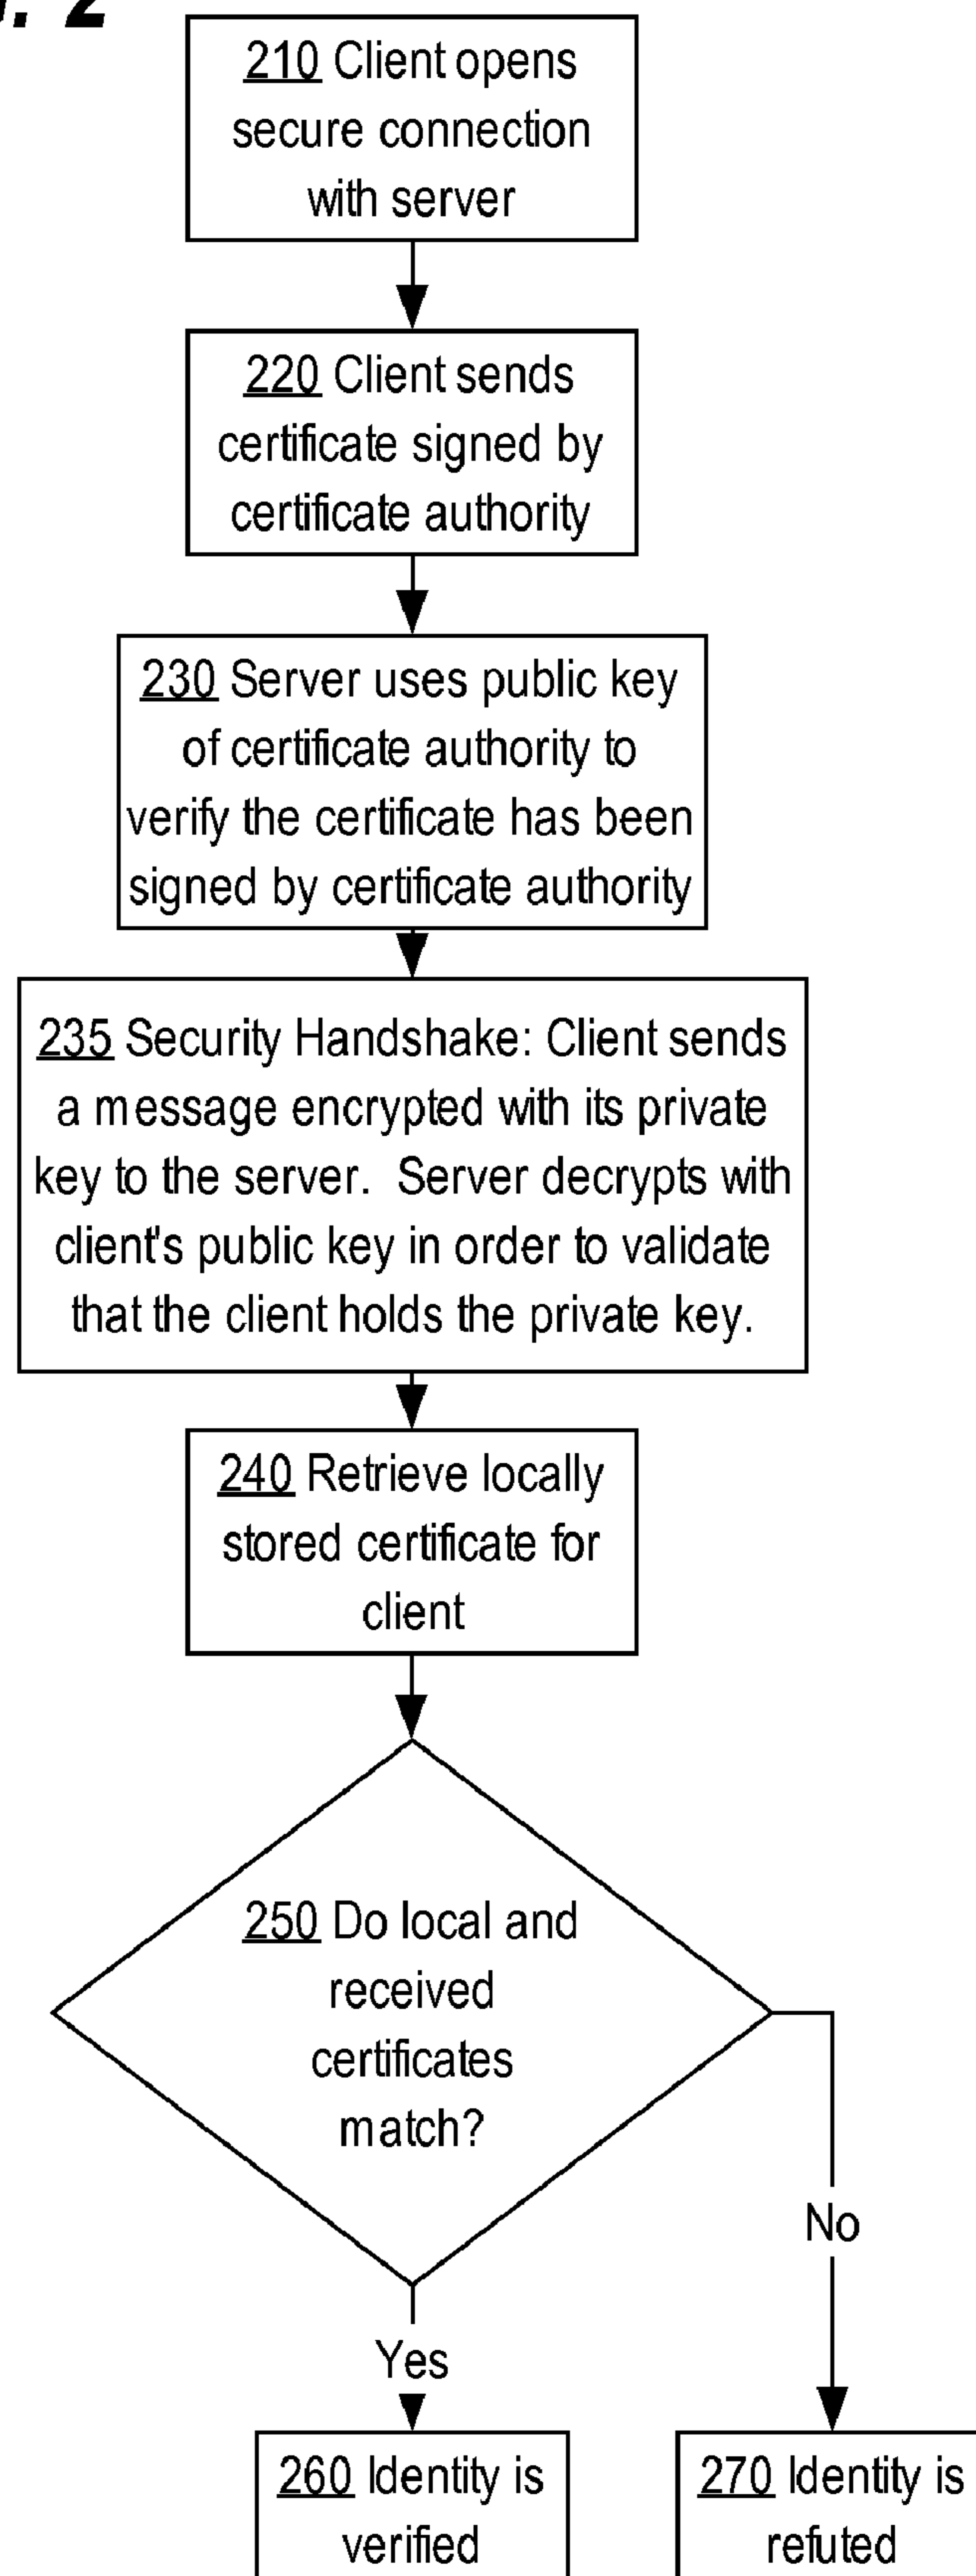 . 2
210 Client opens
secure connection
with server
220 Client sends
certificate signed by
certificate authority
230 Server uses public key
of certificate authority to
verify the certificate has been
signed by certificate authority
235 Security Handshake: Client sends
a message encrypted with its private
key to the server.  Server decrypts with
client's public key in order to validate
that the client holds the private key.
240 Retrieve locally
stored certificate for
client
250 Do local and
received
certificates
match?
No
Yes
260 Identity is
verified
270 Identity is
refuted